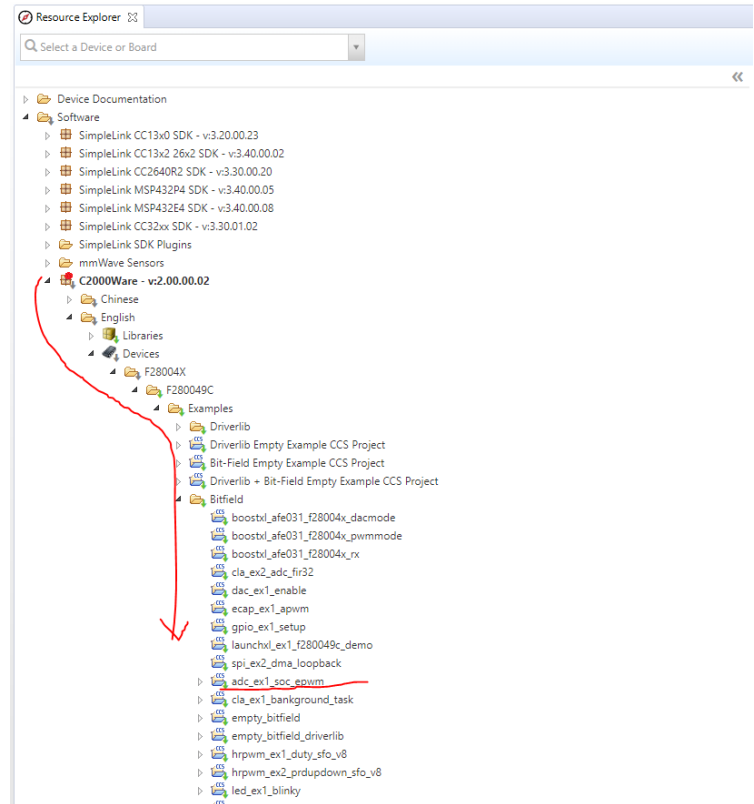 Resource Explorer
Select a Device or Board
Device Documentation
Software
SimpleLink CC13x0 SDK - v:3.20.00.23
SimpleLink CC13x2 26x2 SDK - v:3.40.00.02
SimpleLink CC2640R2 SDK - v:3.30.00.20
SimpleLink MSP432P4 SDK - v:3.40.00.05
SimpleLink MSP432E4 SDK - v:3.40.00.08
SimpleLink CC32xx SDK - v:3.30.01.02
SimpleLink SDK Plugins
mmWave Sensors
C2000Ware - v:2.00.00.02
Chinese
English
Libraries
Devices
F28004X
F280049C
Examples
Driverlib
Driverlib Empty Example CCS Project
Bit-Field Empty Example CCS Project
Driverlib + Bit-Field Empty Example CCS Project
Bitfield
boostxl_afe031_f28004x_dacmode
boostxl_afe031_f28004x_pwmmode
boostxl_afe031_f28004x_rx
cla_ex2_adc_fir32
dac_ex1_enable
ecap_ex1_apwm
gpio_ex1_setup
launchxl_ex1_f280049c_demo
spi_ex2_dma_loopback
adc_ex1_soc_epwm
cla_ex1_bankground_task
empty_bitfield
empty_bitfield_driverlib
hrpwm_ex1_duty_sfo_v8
hrpwm_ex2_prdupdown_sfo_v8
led_ex1_blinky